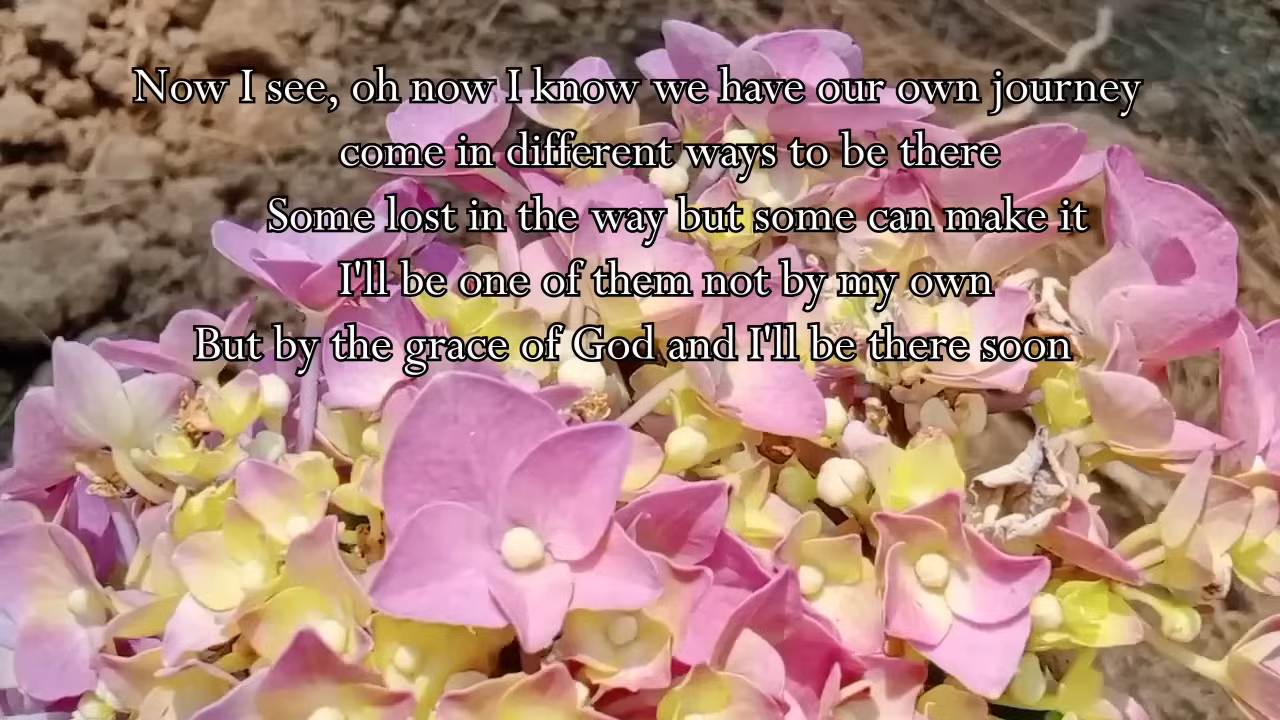 Now I see, oh now I know we have our own journey
come in different ways to be there
Some lost in the way but some can make it
I'll be one of them not by my own
But by the grace of God and I'll be there soon